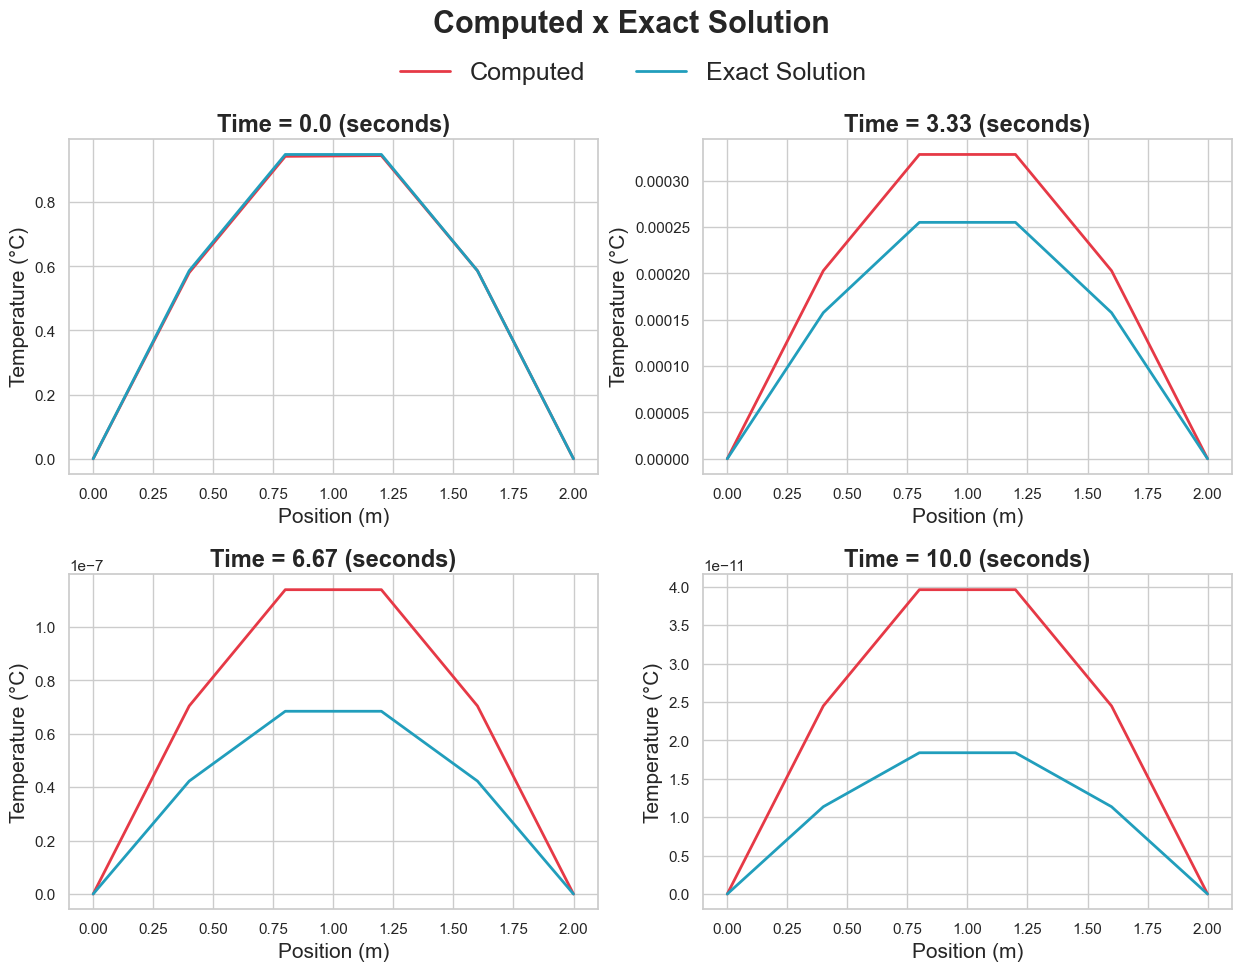 Computed x Exact Solution
Computed Exact Solution
Time = 0.0 (seconds)
Temperature (°C)
0.8
0.6
0.4
0.2
0.0
0.00 0.25 0.50 0.75 1.00 1.25 1.50 1.75 2.00
Position (m)
Time = 3.33 (seconds)
Temperature (°C)
0.00030
0.00025
0.00020
0.00015
0.00010
0.00005
0.00000
0.00 0.25 0.50 0.75 1.00 1.25 1.50 1.75 2.00
Position (m)
Time = 6.67 (seconds)
1e−7
Temperature (°C)
1.0
0.8
0.6
0.4
0.2
0.0
0.00 0.25 0.50 0.75 1.00 1.25 1.50 1.75 2.00
Position (m)
Time = 10.0 (seconds)
1e−11
Temperature (°C)
4.0
3.5
3.0
2.5
2.0
1.5
1.0
0.5
0.0
0.00 0.25 0.50 0.75 1.00 1.25 1.50 1.75 2.00
Position (m)